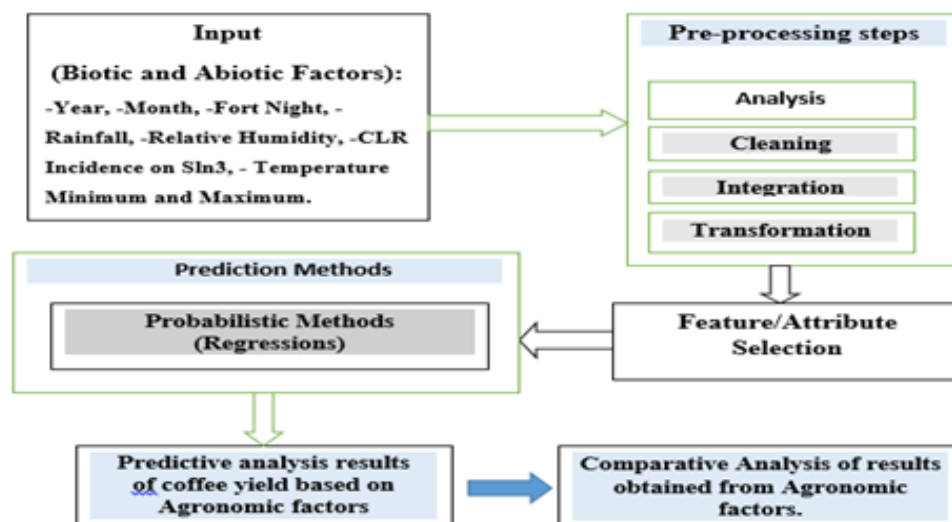 Input
(Biotic and Abiotic Factors):
-Year, -Month, -Fort Night, -
Rainfall, -Relative Humidity, -CLR
Incidence on Sln3, - Temperature
Minimum and Maximum.
Pre-processing steps
Analysis
Cleaning
Integration
Transformation
Feature/Attribute
Selection
Prediction Methods
Probabilistic Methods
(Regressions)
Predictive analysis results
of coffee yield based on
Agronomic factors
Comparative Analysis of results
obtained from Agronomic
factors.